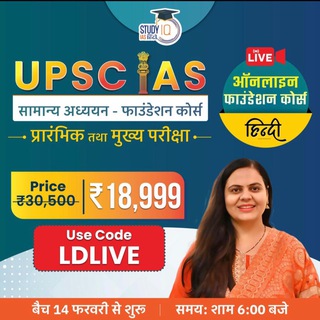 STUDY IQ
LIVE
UPSC IAS
ऑनलाइन
फाउंडेशन कोर्स
हिन्दी
सामान्य अध्ययन - फाउंडेशन कोर्स
प्रारंभिक तथा मुख्य परीक्षा
Price
₹30,500
₹18,999
Use Code
LDLIVE
बैच 14 फरवरी से शुरू | समय: शाम 6:00 बजे